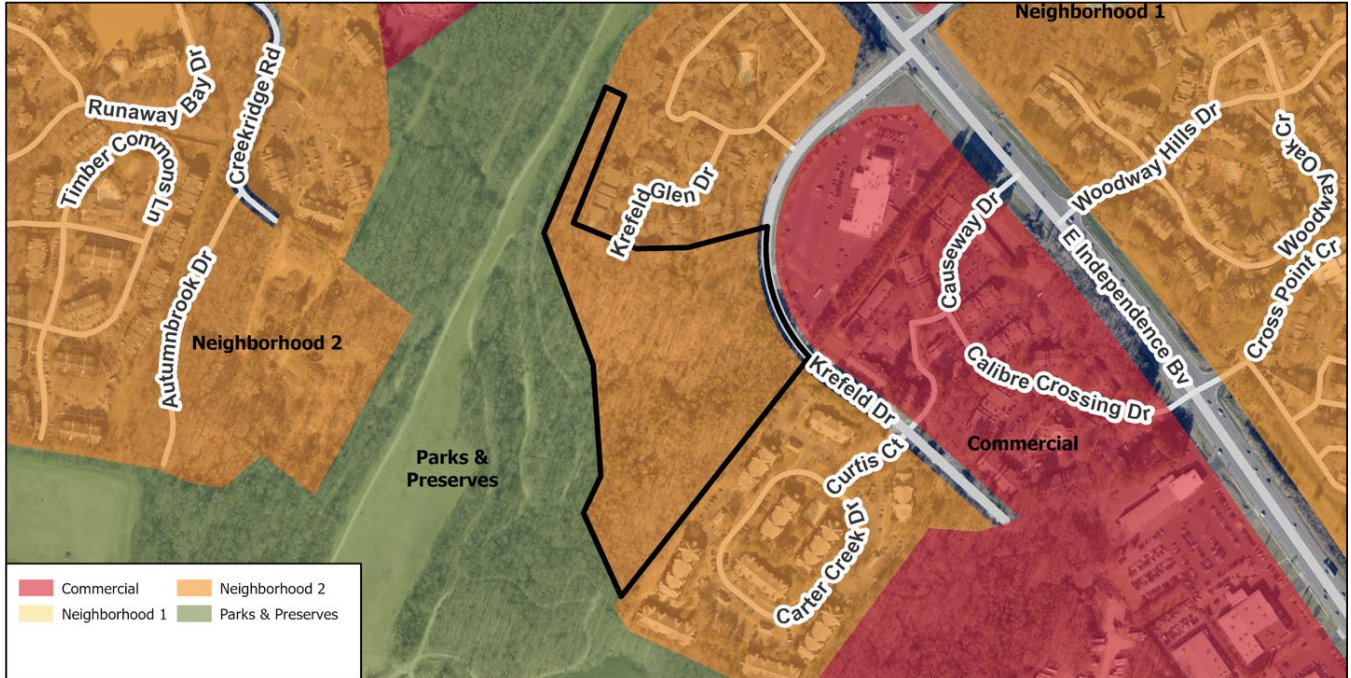 Neighborhood 1
Runaway Bay Dr
Creekridge Rd
Timber Commons Ln
Autumnbrook Dr
Neighborhood 2
Krefeld Glen Dr
Causeway Dr
Woodway Hills Dr
Woodway Oak Cr
E Independence Bv
Cross Point Cr
Krefeld Dr
Calibre Crossing Dr
Commercial
Parks &
Preserves
Curtis Ct
Carter Creek Dr
Commercial
Neighborhood 2
Neighborhood 1
Parks & Preserves